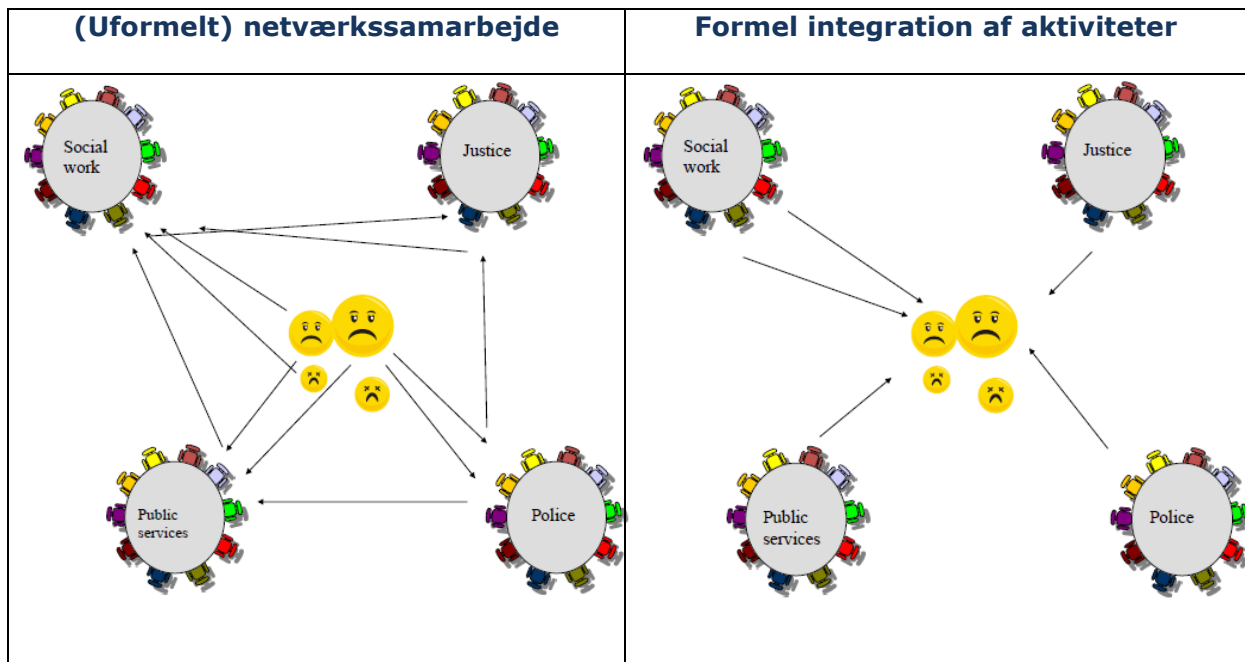 (Uformelt) netværkssamarbejde
Formel integration af aktiviteter
Social
work
Justice
Public
services
Police
Social
work
Justice
Public
services
Police